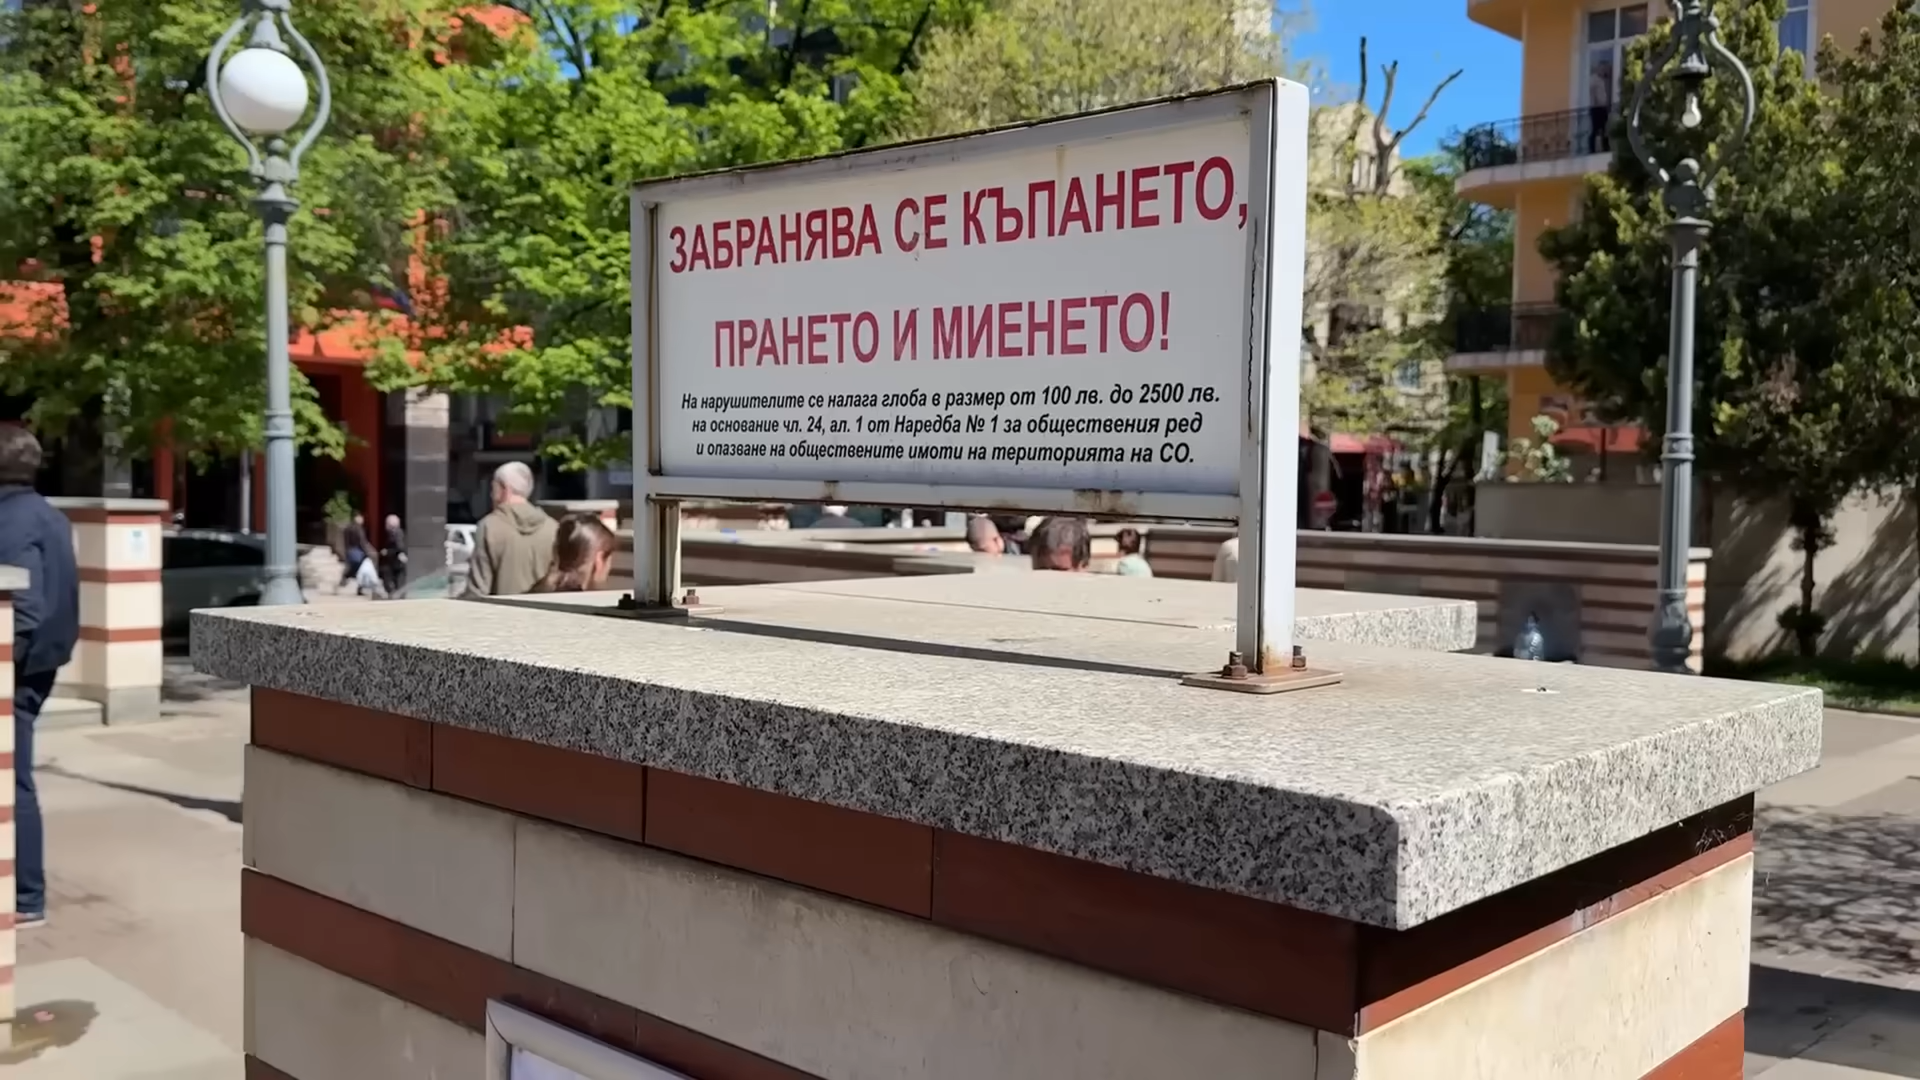 ЗАБРАНЯВА СЕ КЪПАНЕТО,
ПРАНЕТО И МИЕНЕТО!
На нарушителите се налага глоба в размер от 100 лв. до 2500 лв.
на основание чл. 24, ал. 1 от Наредба № 1 за обществения ред
и опазване на обществените имоти на територията на СО.